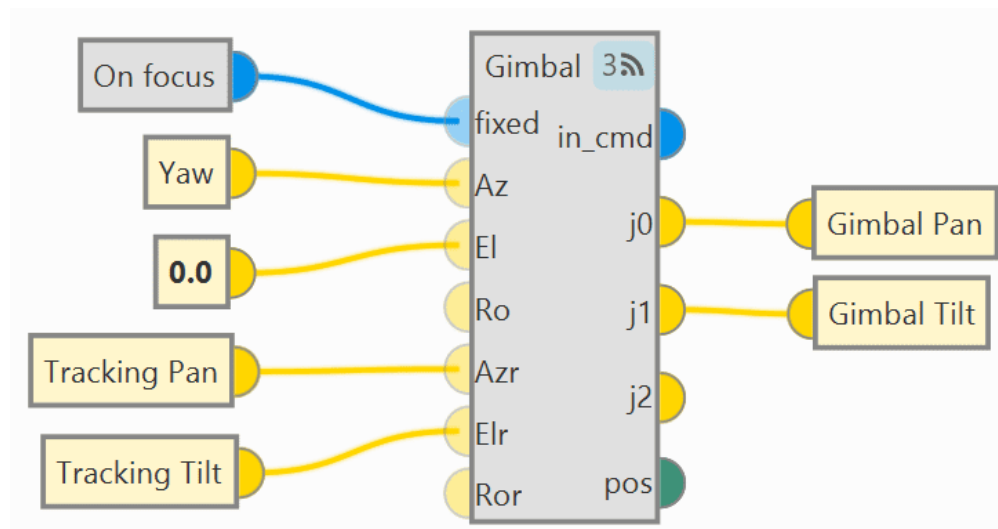 On focus
Yaw
0.0
Tracking Pan
Tracking Tilt
Gimbal 3
fixed
Az
El
Ro
Azr
Elr
Ror
in_cmd
j0
j1
j2
pos
Gimbal Pan
Gimbal Tilt